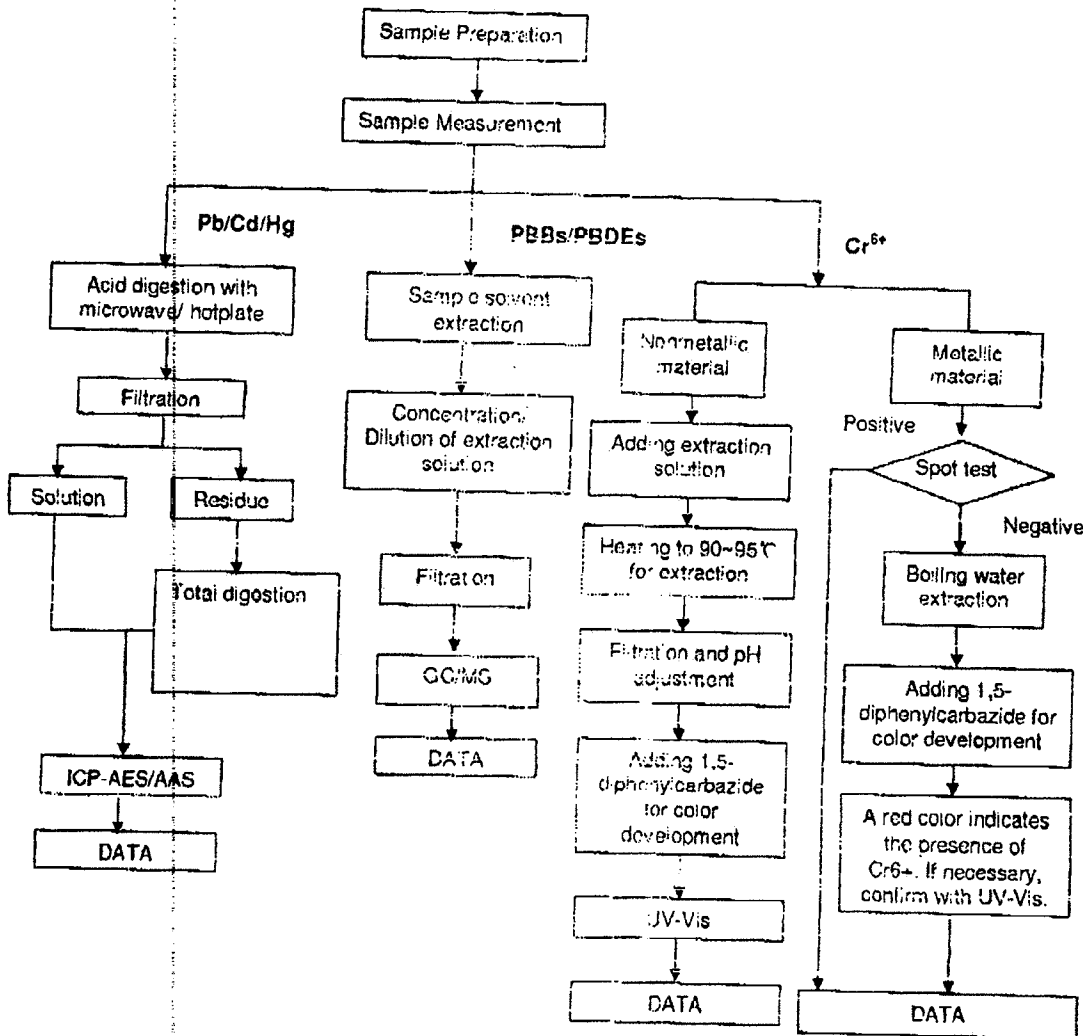 Sample Preparation
Sample Measurement
Pb/Cd/Hg
PBBs/PBDEs
Cr6+
Acid digestion with
microwave/ hotplate
Filtration
Solution
Residue
Total digostion
ICP-AES/AAS
DATA
Sample solvent
extraction
Concentration/
Dilution of extraction
solution
Filtration
GC/MS
DATA
Nonmetallic
material
Adding extraction
solution
Heating to 90~95℃
for extraction
Filtration and pH
adjustment
Adding 1,5-
diphenylcarbazide
for color
development
UV-Vis
DATA
Metallic
material
Positive
Spot test
Negative
Boiling water
extraction
Adding 1,5-
diphenylcarbazide for
color development
A red color indicates
the presence of
Cr6+. If necessary,
confirm with UV-Vis.
DATA